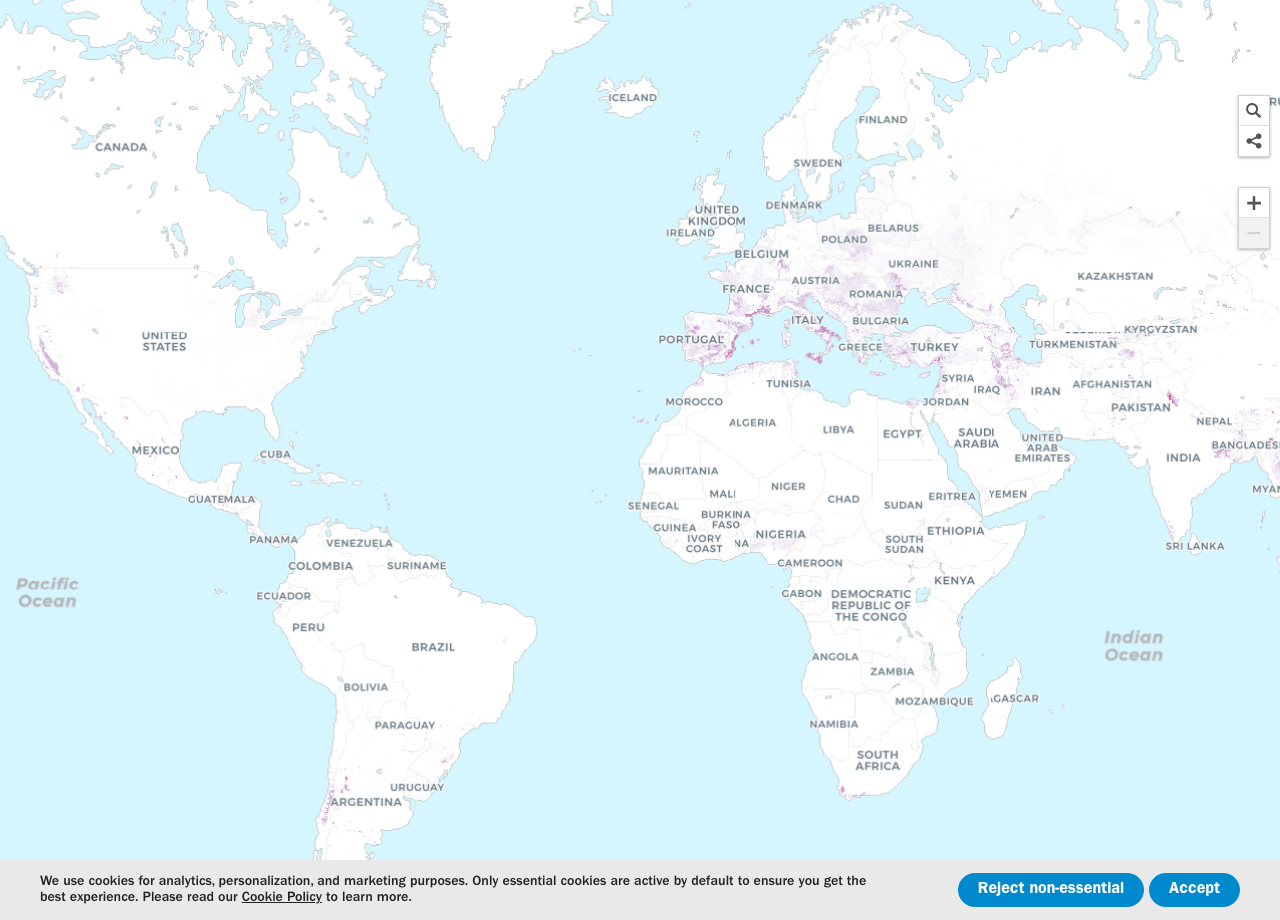 ICELAND
FINLAND
CANADA
SWEDEN
DENMARK
UNITED
KINGDOM
IRELAND
BELARUS
POLAND
BELGIUM
UKRAINE
KAZAKHSTAN
AUSTRIA
FRANCE
ROMANIA
ITALY
BULGARIA
KYRGYZSTAN
UNITED
STATES
PORTUGAL
GREECE
TURKEY
TURKMENISTAN
TUNISIA
SYRIA
IRAQ
IRAN
AFGHANISTAN
MOROCCO
JORDAN
PAKISTAN
ALGERIA
LIBYA
EGYPT
SAUDI
ARABIA
UNITED
ARAB
EMIRATES
NEPAL
BANGLADESH
INDIA
MEXICO
CUBA
MAURITANIA
MALI
NIGER
CHAD
SUDAN
ERITREA
YEMEN
GUATEMALA
SENEGAL
BURKINA
FASO
GUINEA
IVORY
COAST
NA
NIGERIA
ETHIOPIA
SOUTH
SUDAN
SRI LANKA
PANAMA
VENEZUELA
COLOMBIA
SURINAME
CAMEROON
KENYA
Pacific
Ocean
ECUADOR
GABON
DEMOCRATIC
REPUBLIC OF
THE CONGO
PERU
BRAZIL
ANGOLA
Indian
Ocean
ZAMBIA
BOLIVIA
MOZAMBIQUE
GASCAR
PARAGUAY
NAMIBIA
SOUTH
AFRICA
URUGUAY
ARGENTINA
We use cookies for analytics, personalization, and marketing purposes. Only essential cookies are active by default to ensure you get the
best experience. Please read our Cookie Policy to learn more.
Reject non-essential
Accept